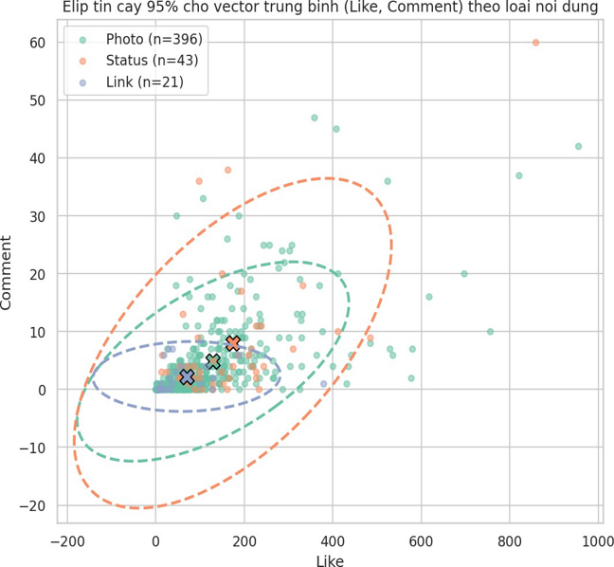 Elip tin cay 95% cho vector trung binh (Like, Comment) theo loai noi dung
Photo (n=396)
Status (n=43)
Link (n=21)
60
50
40
30
20
10
0
−10
−20
Comment
−200
0
200
400
600
800
1000
Like